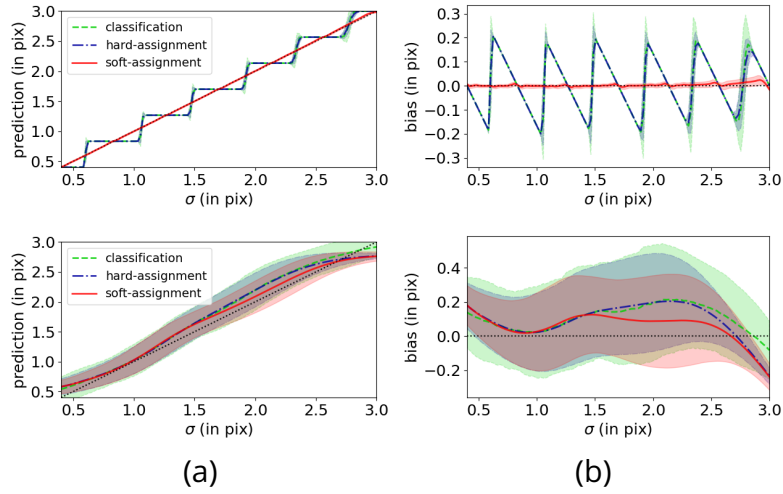 3.0
2.5
2.0
1.5
1.0
0.5
prediction (in pix)
classification
hard-assignment
soft-assignment
0.5 1.0 1.5 2.0 2.5 3.0
σ (in pix)
0.3
0.2
0.1
0.0
−0.1
−0.2
−0.3
bias (in pix)
0.5 1.0 1.5 2.0 2.5 3.0
σ (in pix)
3.0
2.5
2.0
1.5
1.0
0.5
prediction (in pix)
classification
hard-assignment
soft-assignment
0.5 1.0 1.5 2.0 2.5 3.0
σ (in pix)
0.4
0.2
0.0
−0.2
bias (in pix)
0.5 1.0 1.5 2.0 2.5 3.0
σ (in pix)
(a) (b)